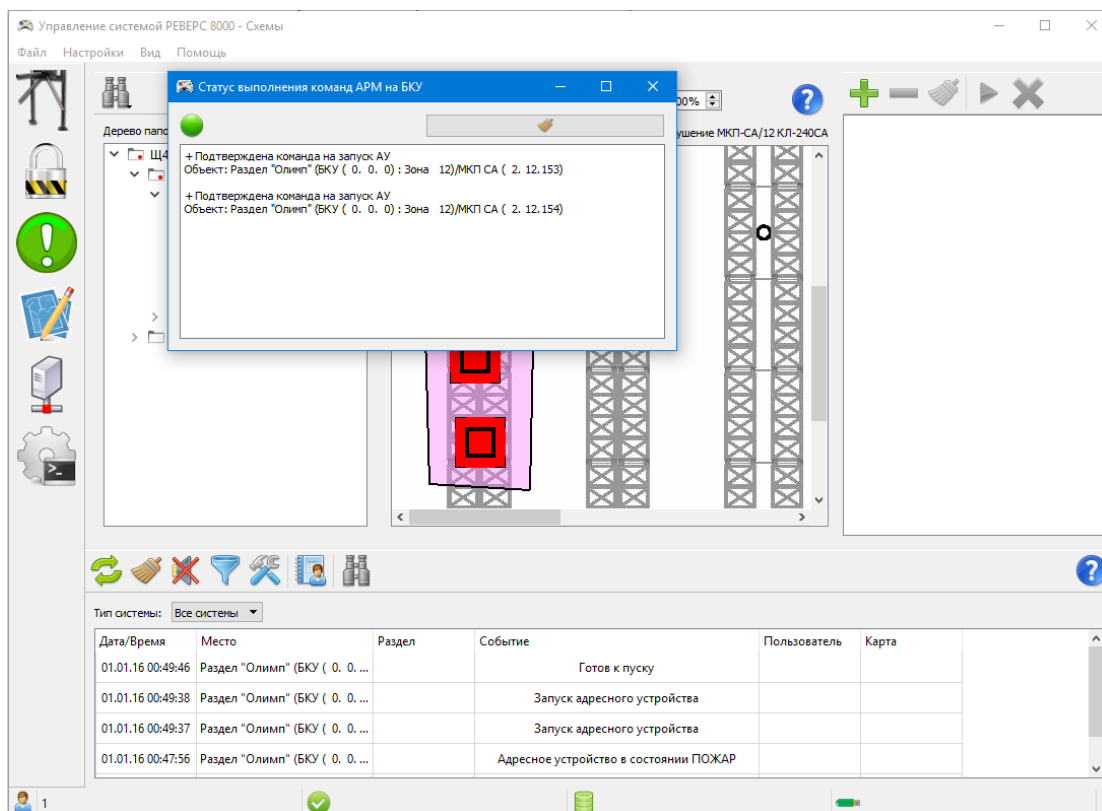 Управление системой РЕВЕРС 8000 - Схемы
Файл Настройки Вид Помощь
Статус выполнения команд АРМ на БКУ
00%
Дерево
ушение МКП-СА/12 КЛ-240СА
+ Подтверждена команда на запуск АУ
Объект: Раздел "Олимп" (БКУ ( 0. 0. 0) : Зона 12)/МКП СА ( 2. 12.153)
+ Подтверждена команда на запуск АУ
Объект: Раздел "Олимп" (БКУ ( 0. 0. 0) : Зона 12)/МКП СА ( 2. 12.154)
Щ4
Тип системы: Все системы
Дата/Время Место Раздел Событие Пользователь Карта
01.01.16 00:49:46 Раздел "Олимп" (БКУ ( 0. 0. ... Готов к пуску
01.01.16 00:49:38 Раздел "Олимп" (БКУ ( 0. 0. ... Запуск адресного устройства
01.01.16 00:49:37 Раздел "Олимп" (БКУ ( 0. 0. ... Запуск адресного устройства
01.01.16 00:47:56 Раздел "Олимп" (БКУ ( 0. 0. ... Адресное устройство в состоянии ПОЖАР
1